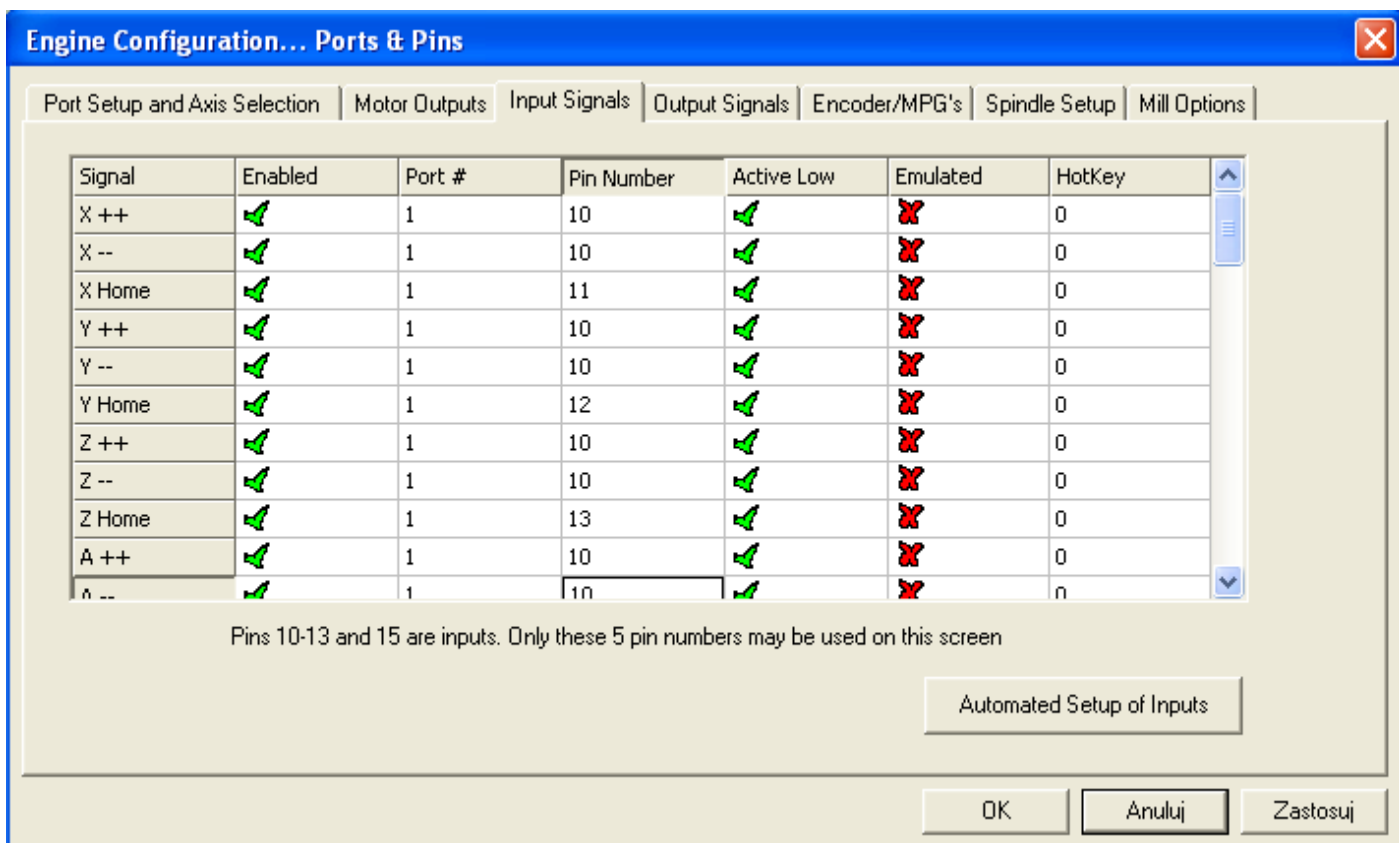 Engine Configuration... Ports & Pins
Port Setup and Axis Selection Motor Outputs Input Signals Output Signals Encoder/MPG's Spindle Setup Mill Options
Signal Enabled Port # Pin Number Active Low Emulated HotKey
X ++ 1 10 0
X -- 1 10 0
X Home 1 11 0
Y ++ 1 10 0
Y -- 1 10 0
Y Home 1 12 0
Z ++ 1 10 0
Z -- 1 10 0
Z Home 1 13 0
A ++ 1 10 0
A -- 1 10 0
Pins 10-13 and 15 are inputs. Only these 5 pin numbers may be used on this screen
Automated Setup of Inputs
OK Anuluj Zastosuj